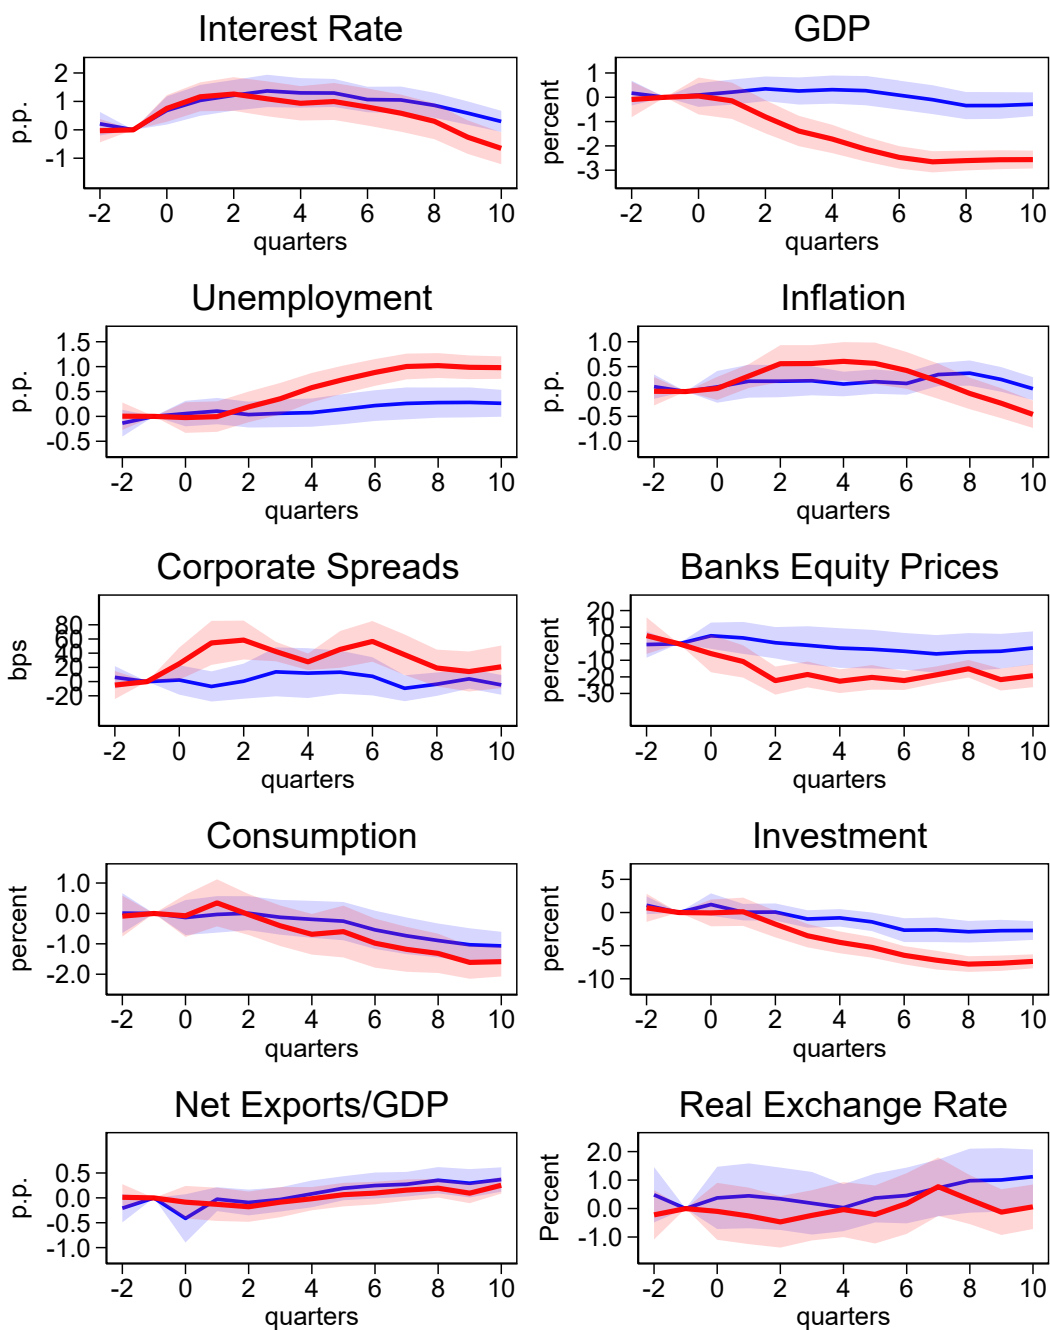 Interest Rate
GDP
p.p.
2
1
0
-1
percent
1
0
-1
-2
-3
-2 0 2 4 6 8 10
quarters
-2 0 2 4 6 8 10
quarters
Unemployment
Inflation
p.p.
1.5
1.0
0.5
0.0
-0.5
p.p.
1.0
0.5
0.0
-0.5
-1.0
-2 0 2 4 6 8 10
quarters
-2 0 2 4 6 8 10
quarters
Corporate Spreads
Banks Equity Prices
bps
80
60
40
20
0
-20
percent
20
10
0
-10
-20
-30
-2 0 2 4 6 8 10
quarters
-2 0 2 4 6 8 10
quarters
Consumption
Investment
percent
1.0
0.0
-1.0
-2.0
percent
5
0
-5
-10
-2 0 2 4 6 8 10
quarters
-2 0 2 4 6 8 10
quarters
Net Exports/GDP
Real Exchange Rate
p.p.
0.5
0.0
-0.5
-1.0
Percent
2.0
1.0
0.0
-1.0
-2 0 2 4 6 8 10
quarters
-2 0 2 4 6 8 10
quarters